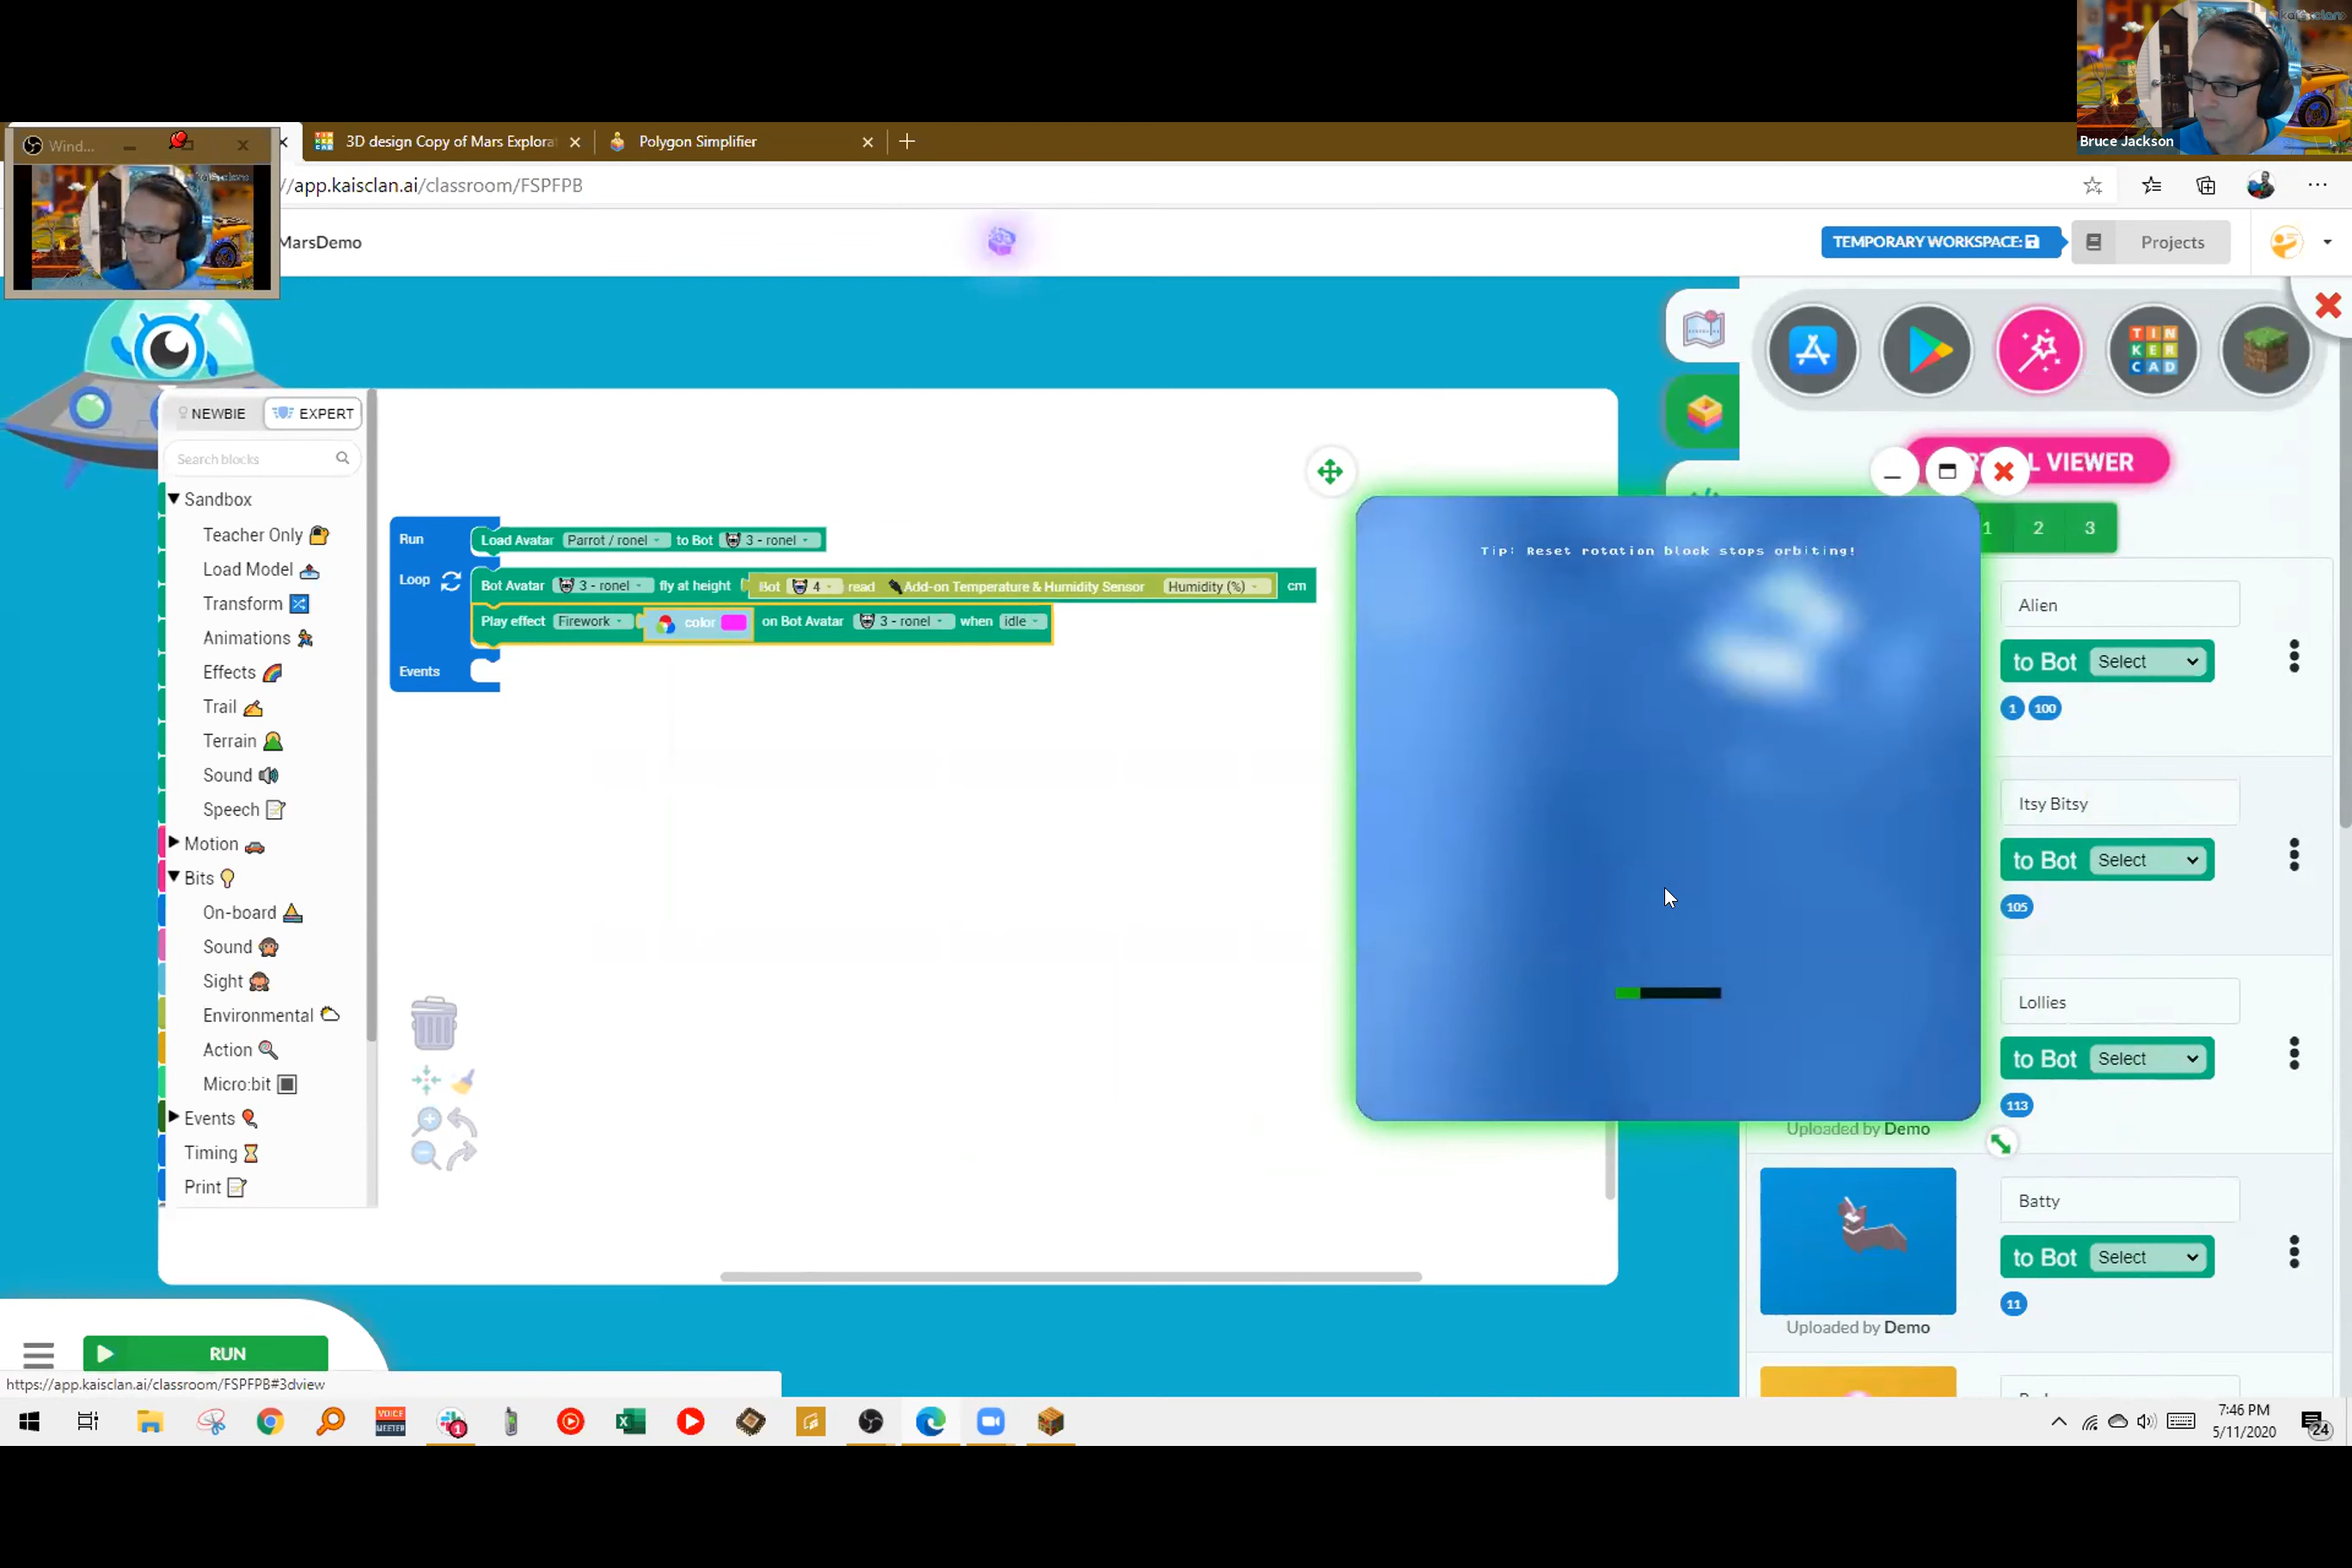 Bruce Jackson
Wind...
3D design Copy of Mars Explora
Polygon Simplifier
//app.kaisclan.ai/classroom/FSPFPB
MarsDemo
TEMPORARY WORKSPACE:
Projects
NEWBIE
EXPERT
Search blocks
Sandbox
Teacher Only
Load Model
Transform
Animations
Effects
Trail
Terrain
Sound
Speech
Motion
Bits
On-board
Sound
Sight
Environmental
Action
Micro:bit
Events
Timing
Print
Run
Load Avatar Parrot / ronel to Bot 3 - ronel
Loop
Bot Avatar 3 - ronel fly at height Bot 4 read Add-on Temperature & Humidity Sensor Humidity (%) cm
Play effect Firework color on Bot Avatar 3 - ronel when idle
Events
Tip: Reset rotation block stops orbiting!
TIN
KER
CAD
L VIEWER
1 2 3
Alien
to Bot Select
1 100
Itsy Bitsy
to Bot Select
105
Lollies
to Bot Select
113
Uploaded by Demo
Batty
to Bot Select
11
Uploaded by Demo
RUN
https://app.kaisclan.ai/classroom/FSPFPB#3dview
VOICE
MEETER
1
7:46 PM
5/11/2020
24